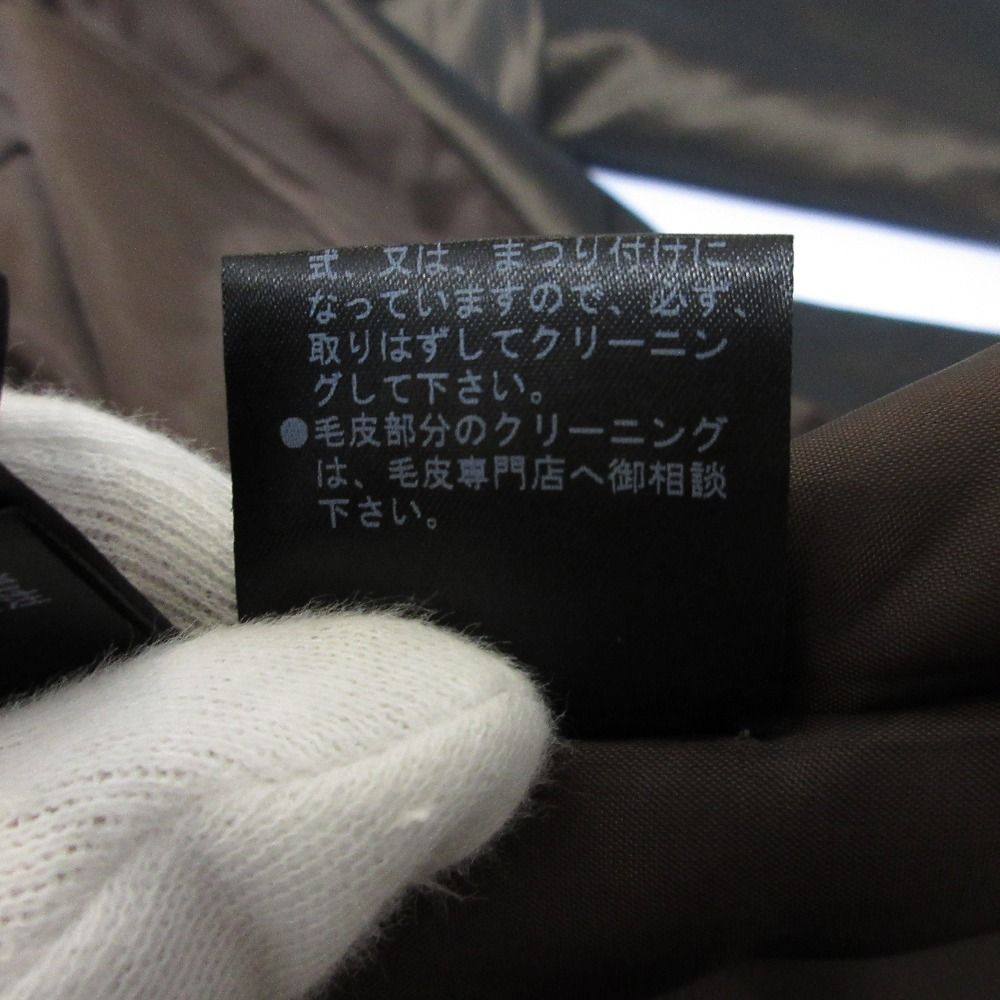 式、又は、まつり付けに
なっていますので、必ず、
取りはずしてクリーニン
グして下さい。
●毛皮部分のクリーニング
は、毛皮専門店へ御相談
下さい。